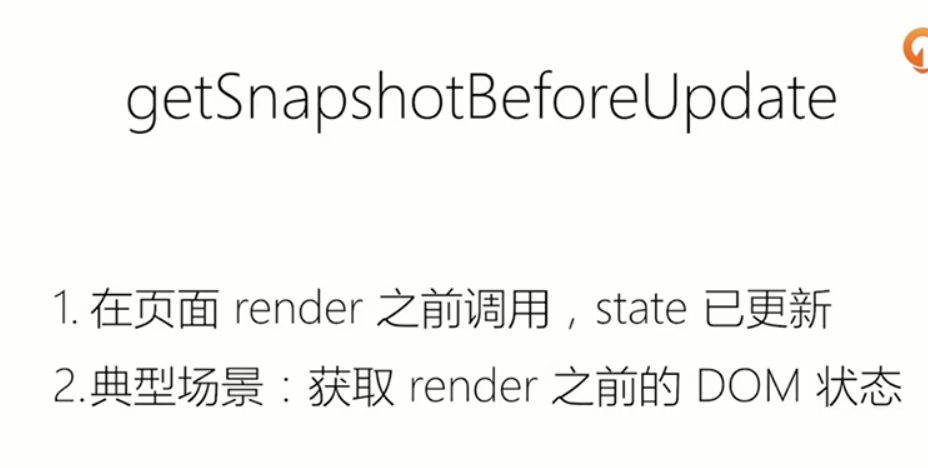 getSnapshotBeforeUpdate
1. 在页面 render 之前调用，state 已更新
2.典型场景：获取 render 之前的 DOM 状态